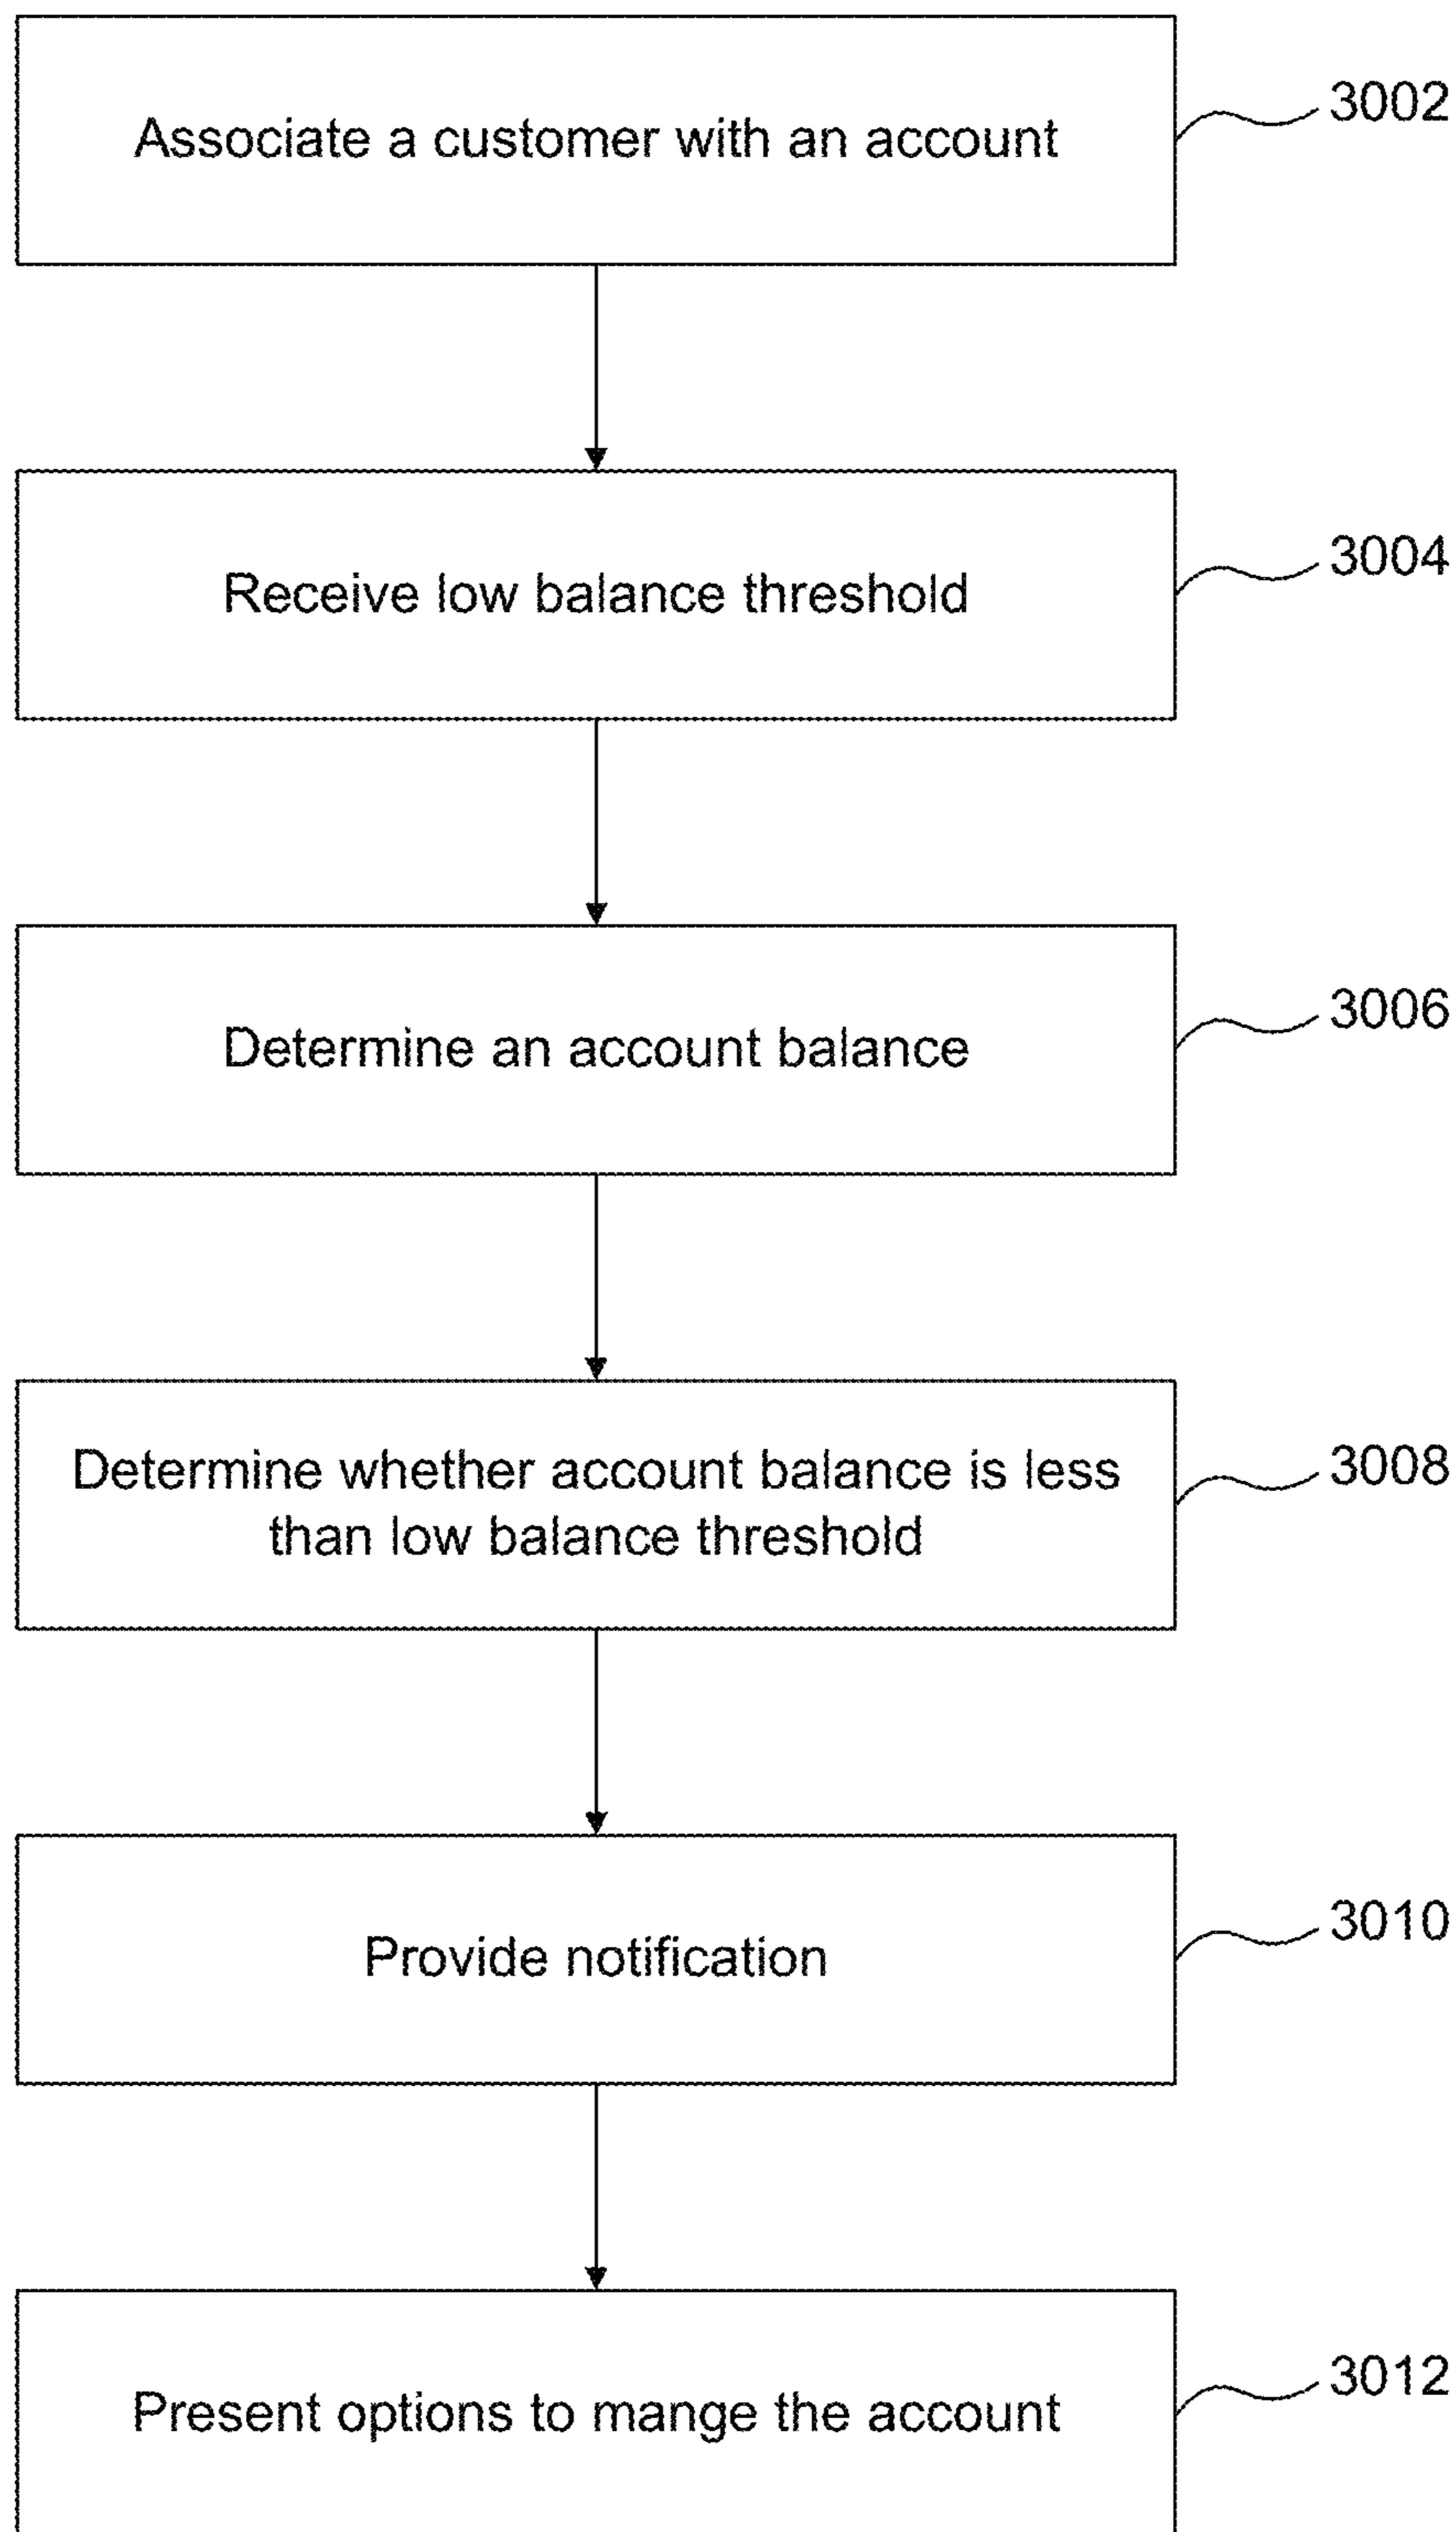 Associate a customer with an account
3002
Receive low balance threshold
3004
Determine an account balance
3006
Determine whether account balance is less
than low balance threshold
3008
Provide notification
3010
Present options to mange the account
3012